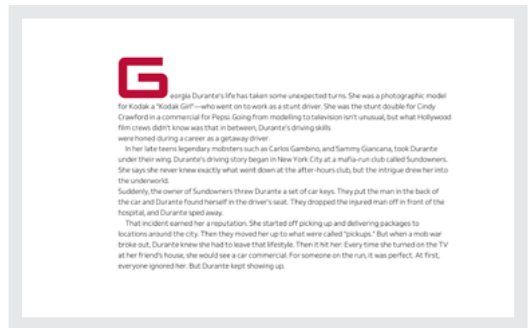 Georgia Durante's life has taken some unexpected turns. She was a photographic model
for Kodak a "Kodak Girl"—who went on to work as a stunt driver. She was the stunt double for Cindy
Crawford in a commercial for Pepsi. Going from modelling to television isn't unusual, but what Hollywood
film crews didn't know was that in between, Durante's driving skills
were honed during a career as a getaway driver.
In her late teens legendary mobsters such as Carlos Gambino, and Sammy Giancana, took Durante
under their wing. Durante's driving story began in New York City at a mafia-run club called Sundowners.
She says she never knew exactly what went down at the after-hours club, but the intrigue drew her into
the underworld.
Suddenly, the owner of Sundowners threw Durante a set of car keys. They put the man in the back of
the car and Durante found herself in the driver's seat. They dropped the injured man off in front of the
hospital, and Durante sped away.
That incident earned her a reputation. She started off picking up and delivering packages to
locations around the city. Then they moved her up to what were called "pickups." But when a mob war
broke out, Durante knew she had to leave that lifestyle. Then it hit her: Every time she turned on the TV
at her friend's house, she would see a car commercial. For someone on the run, it was perfect. At first,
everyone ignored her. But Durante kept showing up.